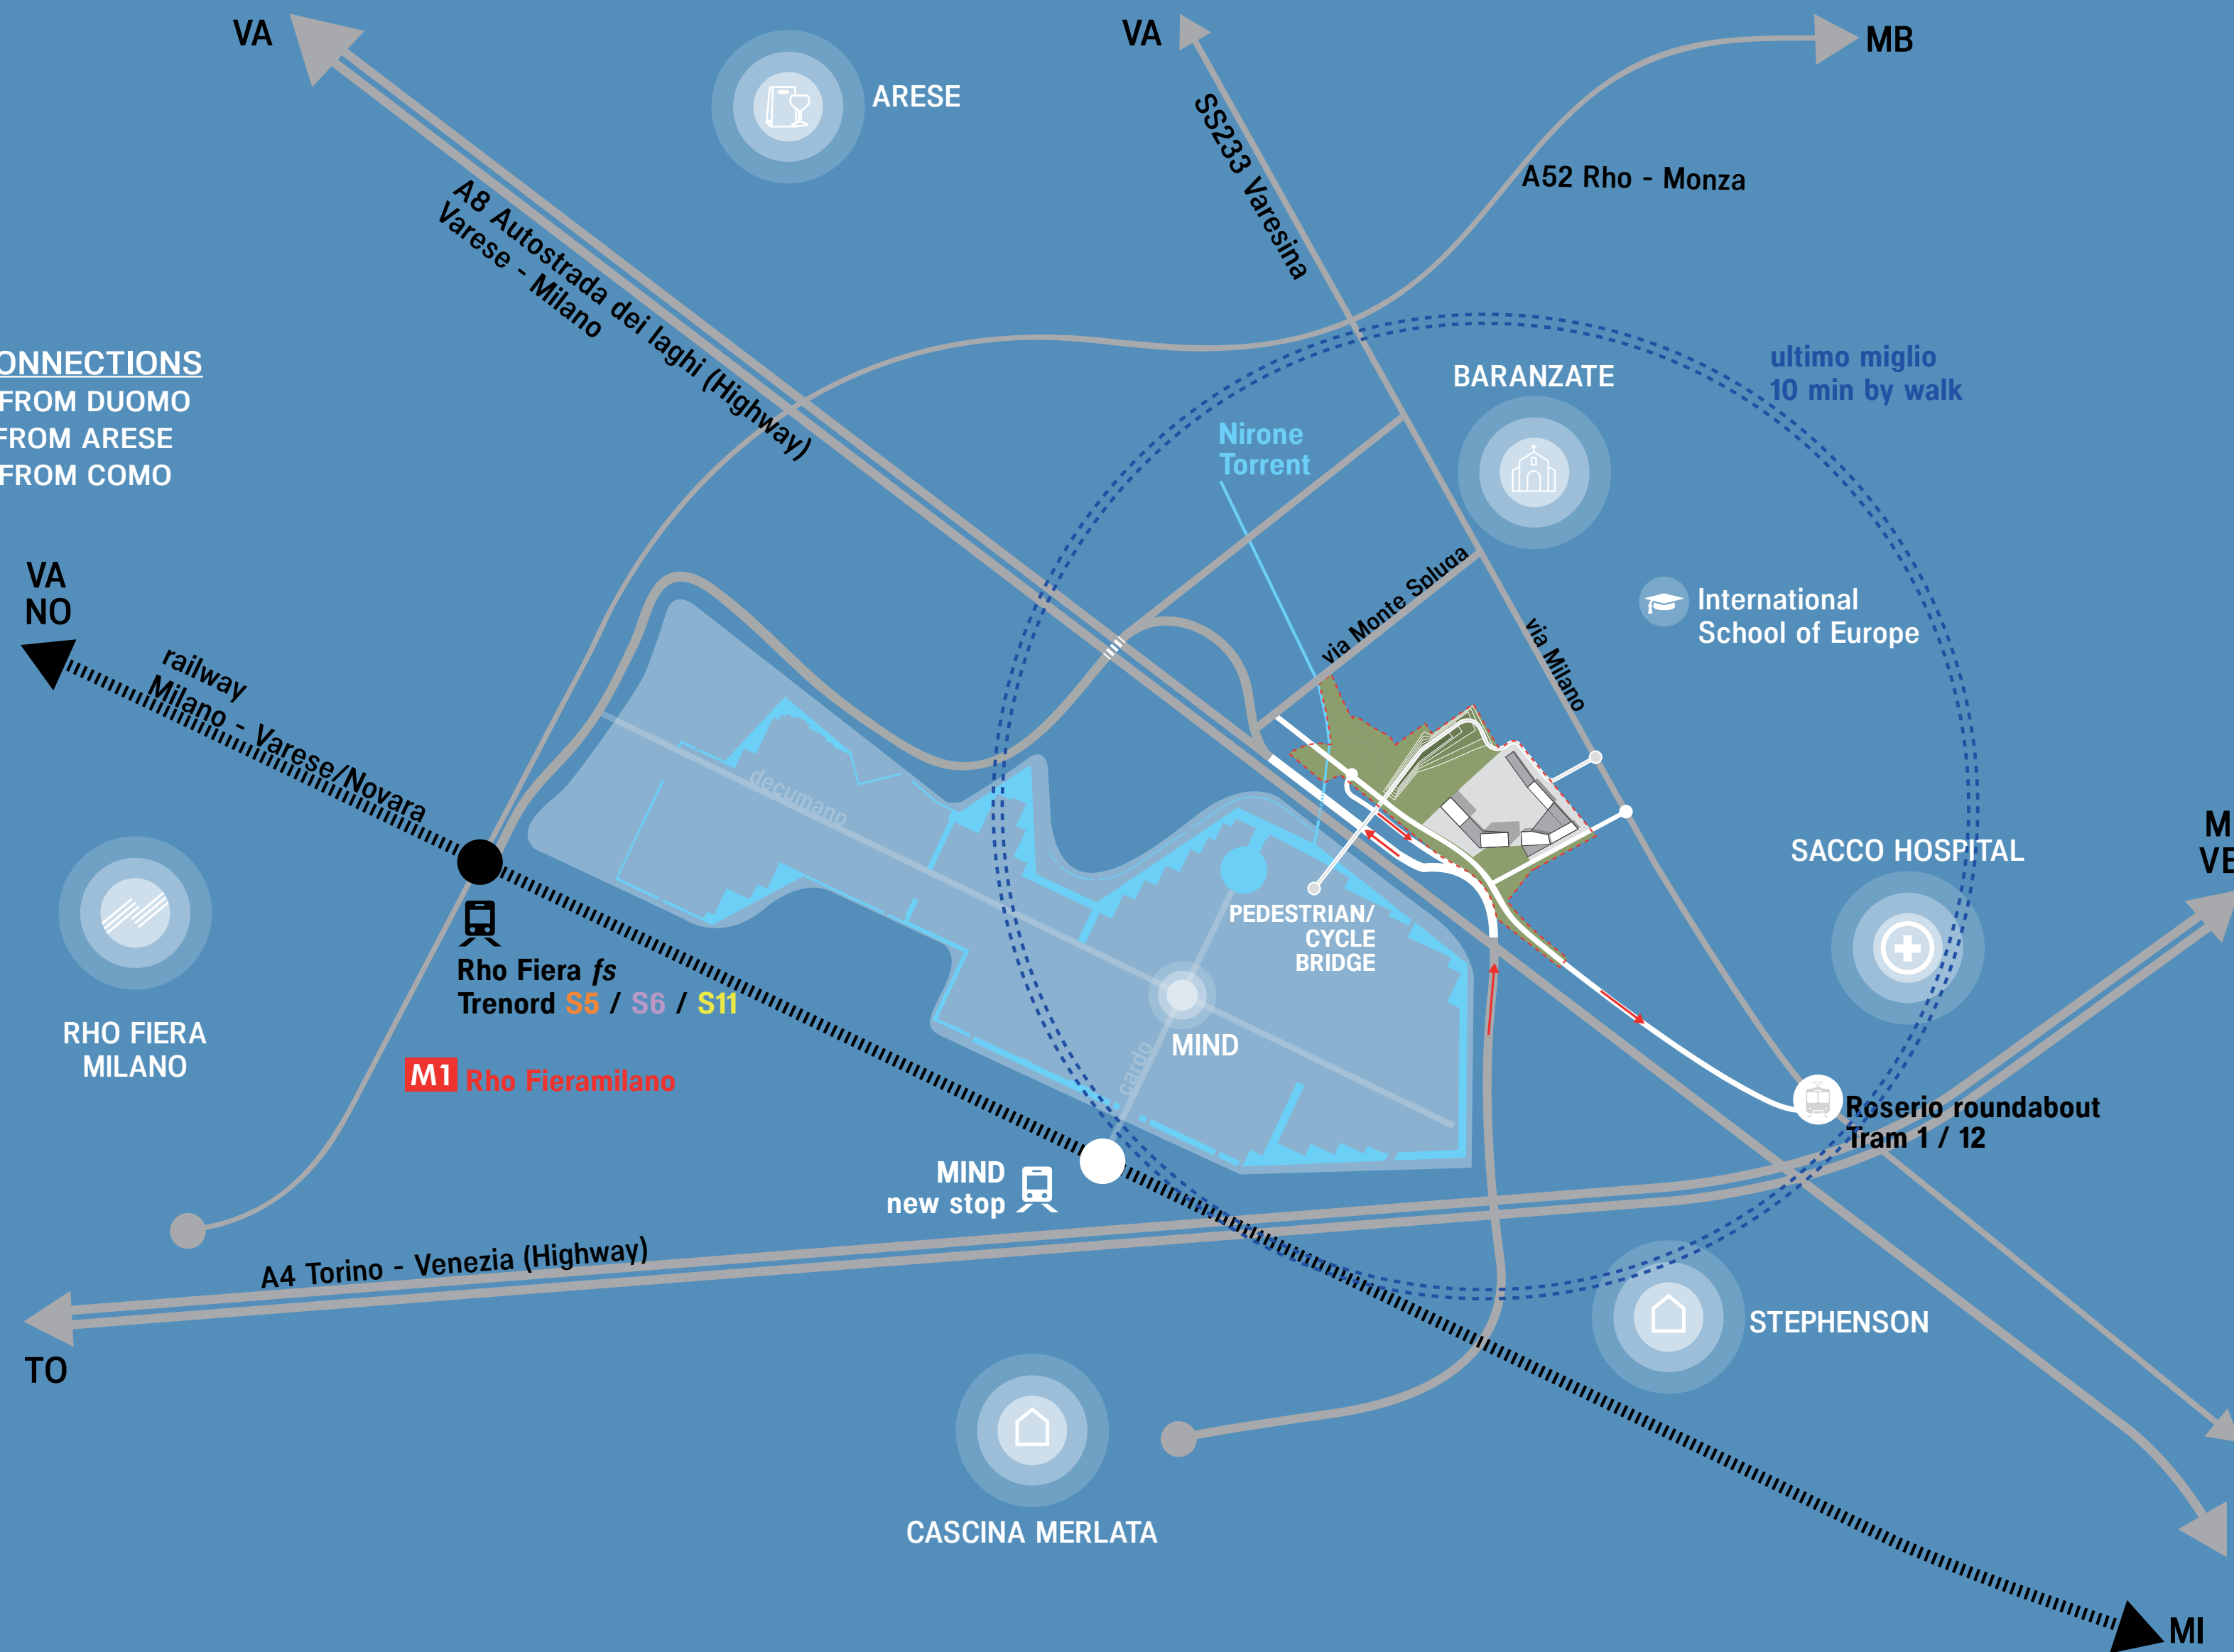 VA
VA
MB
ARESE
SS233 Varesina
A52 Rho - Monza
A8 Autostrada dei laghi (Highway)
Varese - Milano
ONNECTIONS
FROM DUOMO
FROM ARESE
FROM COMO
BARANZATE
ultimo miglio
10 min by walk
Nirone
Torrent
via Monte Spluga
VA
NO
International
School of Europe
via Milano
railway
Milano - Varese/Novara
decumano
SACCO HOSPITAL
M
VE
PEDESTRIAN/
CYCLE
BRIDGE
Rho Fiera fs
Trenord S5 / S6 / S11
RHO FIERA
MILANO
MIND
cardo
M1 Rho Fieramilano
Roserio roundabout
Tram 1 / 12
MIND
new stop
A4 Torino - Venezia (Highway)
STEPHENSON
TO
CASCINA MERLATA
MI